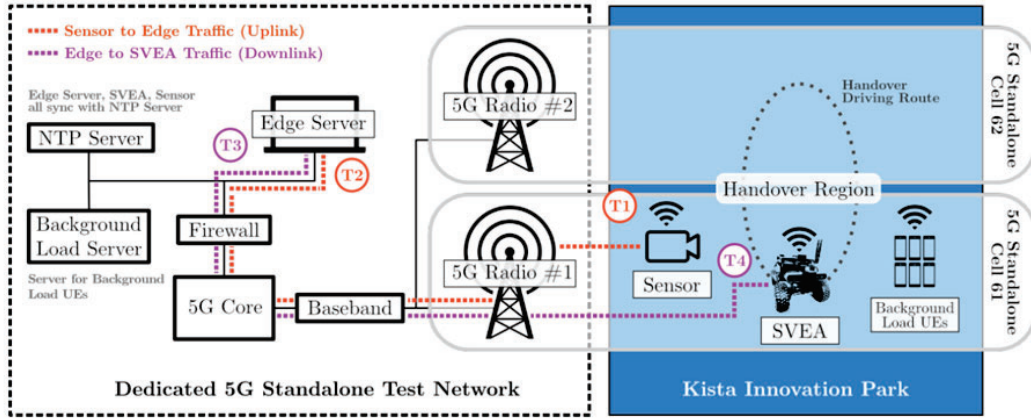 Sensor to Edge Traffic (Uplink)
Edge to SVEA Traffic (Downlink)
Edge Server, SVEA, Sensor
all sync with NTP Server
NTP Server
Edge Server
T3
T2
Background
Load Server
Firewall
Server for Background
Load UEs
5G Core
Baseband
5G Radio #2
5G Radio #1
Dedicated 5G Standalone Test Network
Handover
Driving Route
Handover Region
T1
Sensor
T4
SVEA
Background
Load UEs
5G Standalone
Cell 62
5G Standalone
Cell 61
Kista Innovation Park